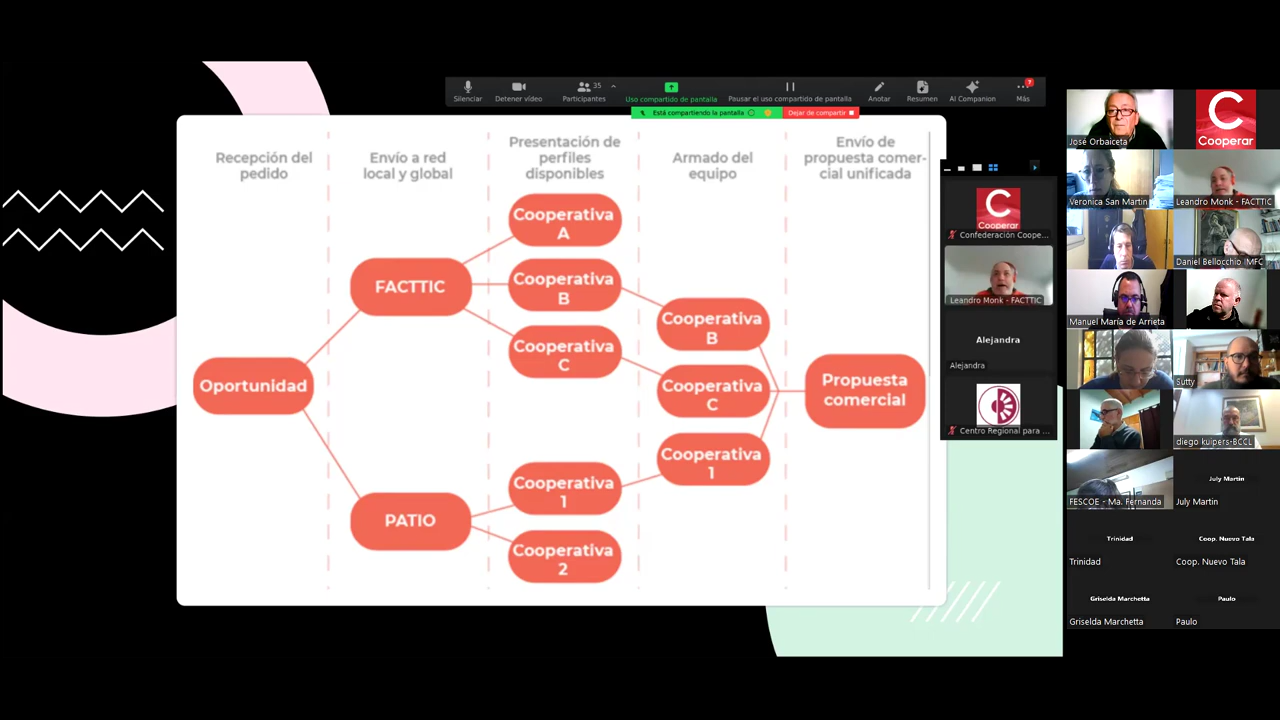 Silenciar
Detener vídeo
Participantes
35
Uso compartido de pantalla
Pausar el uso compartido de pantalla
Anotar
Resumen
AI Companion
Más
Está compartiendo la pantalla
Dejar de compartir
Recepción del
pedido
Envío a red
local y global
Presentación de
perfiles
disponibles
Armado del
equipo
Envío de
propuesta comer-
cial unificada
Oportunidad
FACTTIC
PATIO
Cooperativa
A
Cooperativa
B
Cooperativa
C
Cooperativa
1
Cooperativa
2
Cooperativa
B
Cooperativa
C
Cooperativa
1
Propuesta
comercial
Cooperar
Confederación Coope...
Leandro Monk - FACTTIC
Alejandra
Alejandra
Centro Regional para ...
José Orbaiceta
Cooperar
Veronica San Martin
Leandro Monk - FACTTIC
Daniel Bellocchio IMFC
Manuel María de Arrieta
Sutty
diego kuipers-BCCL
FESCOE - Ma. Fernanda
July Martin
July Martin
Trinidad
Trinidad
Coop. Nuevo Tala
Coop. Nuevo Tala
Griselda Marchetta
Griselda Marchetta
Paulo
Paulo